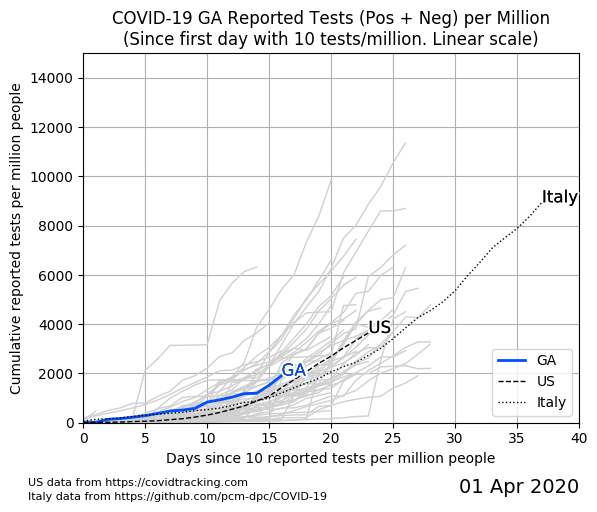 COVID-19 GA Reported Tests (Pos + Neg) per Million
(Since first day with 10 tests/million. Linear scale)
Cumulative reported tests per million people
14000
12000
10000
8000
6000
4000
2000
0
Italy
US
GA
GA
US
Italy
0 5 10 15 20 25 30 35 40
Days since 10 reported tests per million people
US data from https://covidtracking.com
Italy data from https://github.com/pcm-dpc/COVID-19
01 Apr 2020